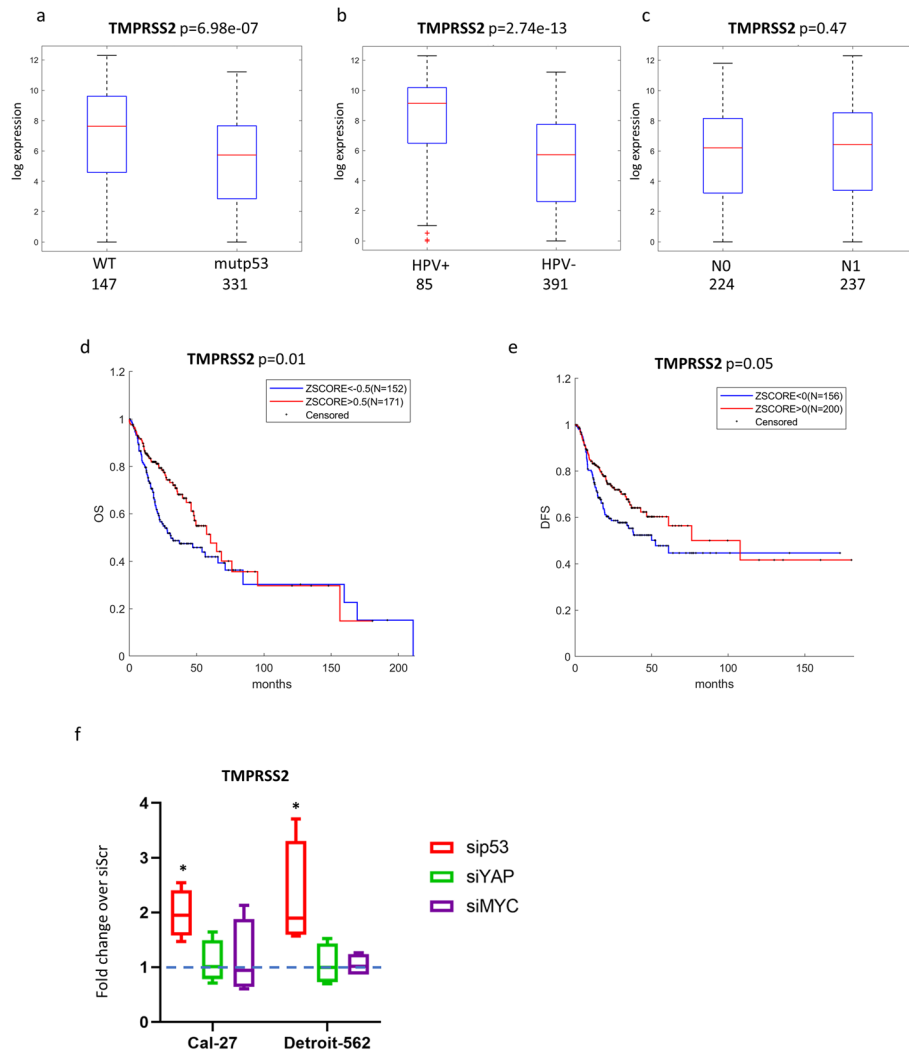 a
TMPRSS2 p=6.98e-07
log expression
12
10
8
6
4
2
0
WT
mutp53
147
331
b
TMPRSS2 p=2.74e-13
log expression
12
10
8
6
4
2
0
HPV+
HPV-
85
391
c
TMPRSS2 p=0.47
log expression
12
10
8
6
4
2
0
N0
N1
224
237
d
TMPRSS2 p=0.01
ZSCORE<-0.5(N=152)
ZSCORE>0.5(N=171)
Censored
OS
1.2
1
0.8
0.6
0.4
0.2
0
0 50 100 150 200
months
e
TMPRSS2 p=0.05
ZSCORE<0(N=156)
ZSCORE>0(N=200)
Censored
DFS
1.2
1
0.8
0.6
0.4
0.2
0
0 50 100 150
months
f
TMPRSS2
Fold change over siScr
4
3
2
1
0
*
*
Cal-27 Detroit-562
sip53
siYAP
siMYC